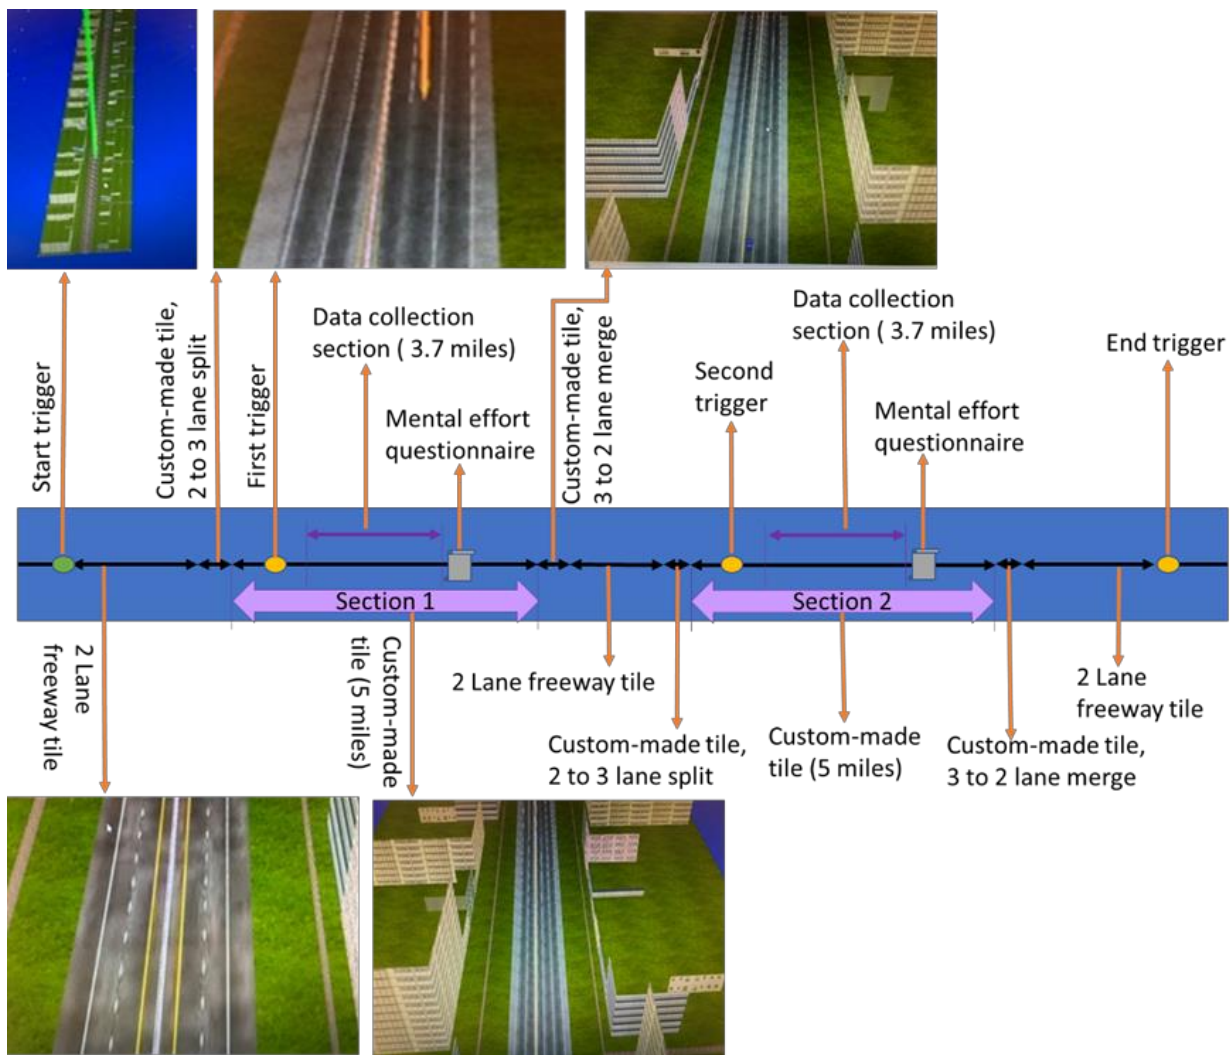 Start trigger
Custom-made tile,
2 to 3 lane split
First trigger
Data collection
section ( 3.7 miles)
Mental effort
questionnaire
Custom-made tile,
3 to 2 lane merge
Second
trigger
Data collection
section ( 3.7 miles)
Mental effort
questionnaire
End trigger
Section 1
Section 2
2 Lane
freeway tile
Custom-made
tile (5 miles)
2 Lane freeway tile
Custom-made tile,
2 to 3 lane split
Custom-made
tile (5 miles)
Custom-made tile,
3 to 2 lane merge
2 Lane
freeway tile